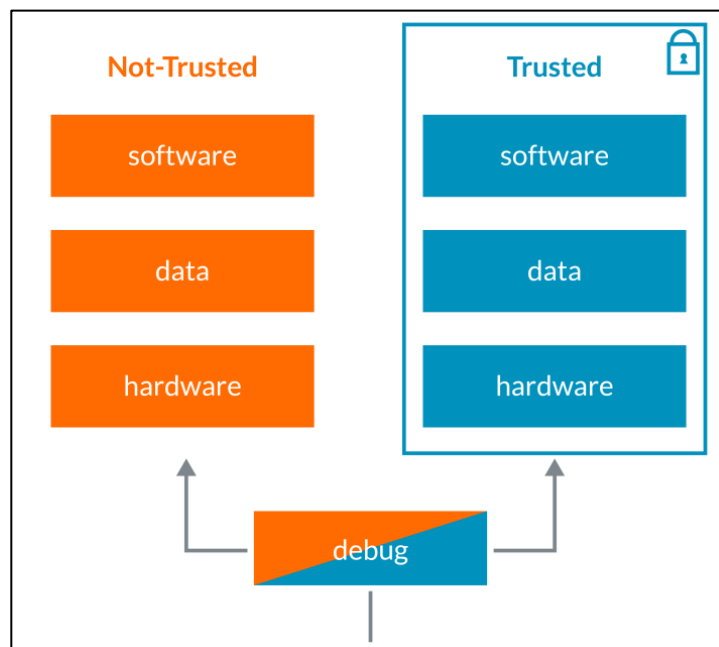 Not-Trusted
software
data
hardware
Trusted
software
data
hardware
debug